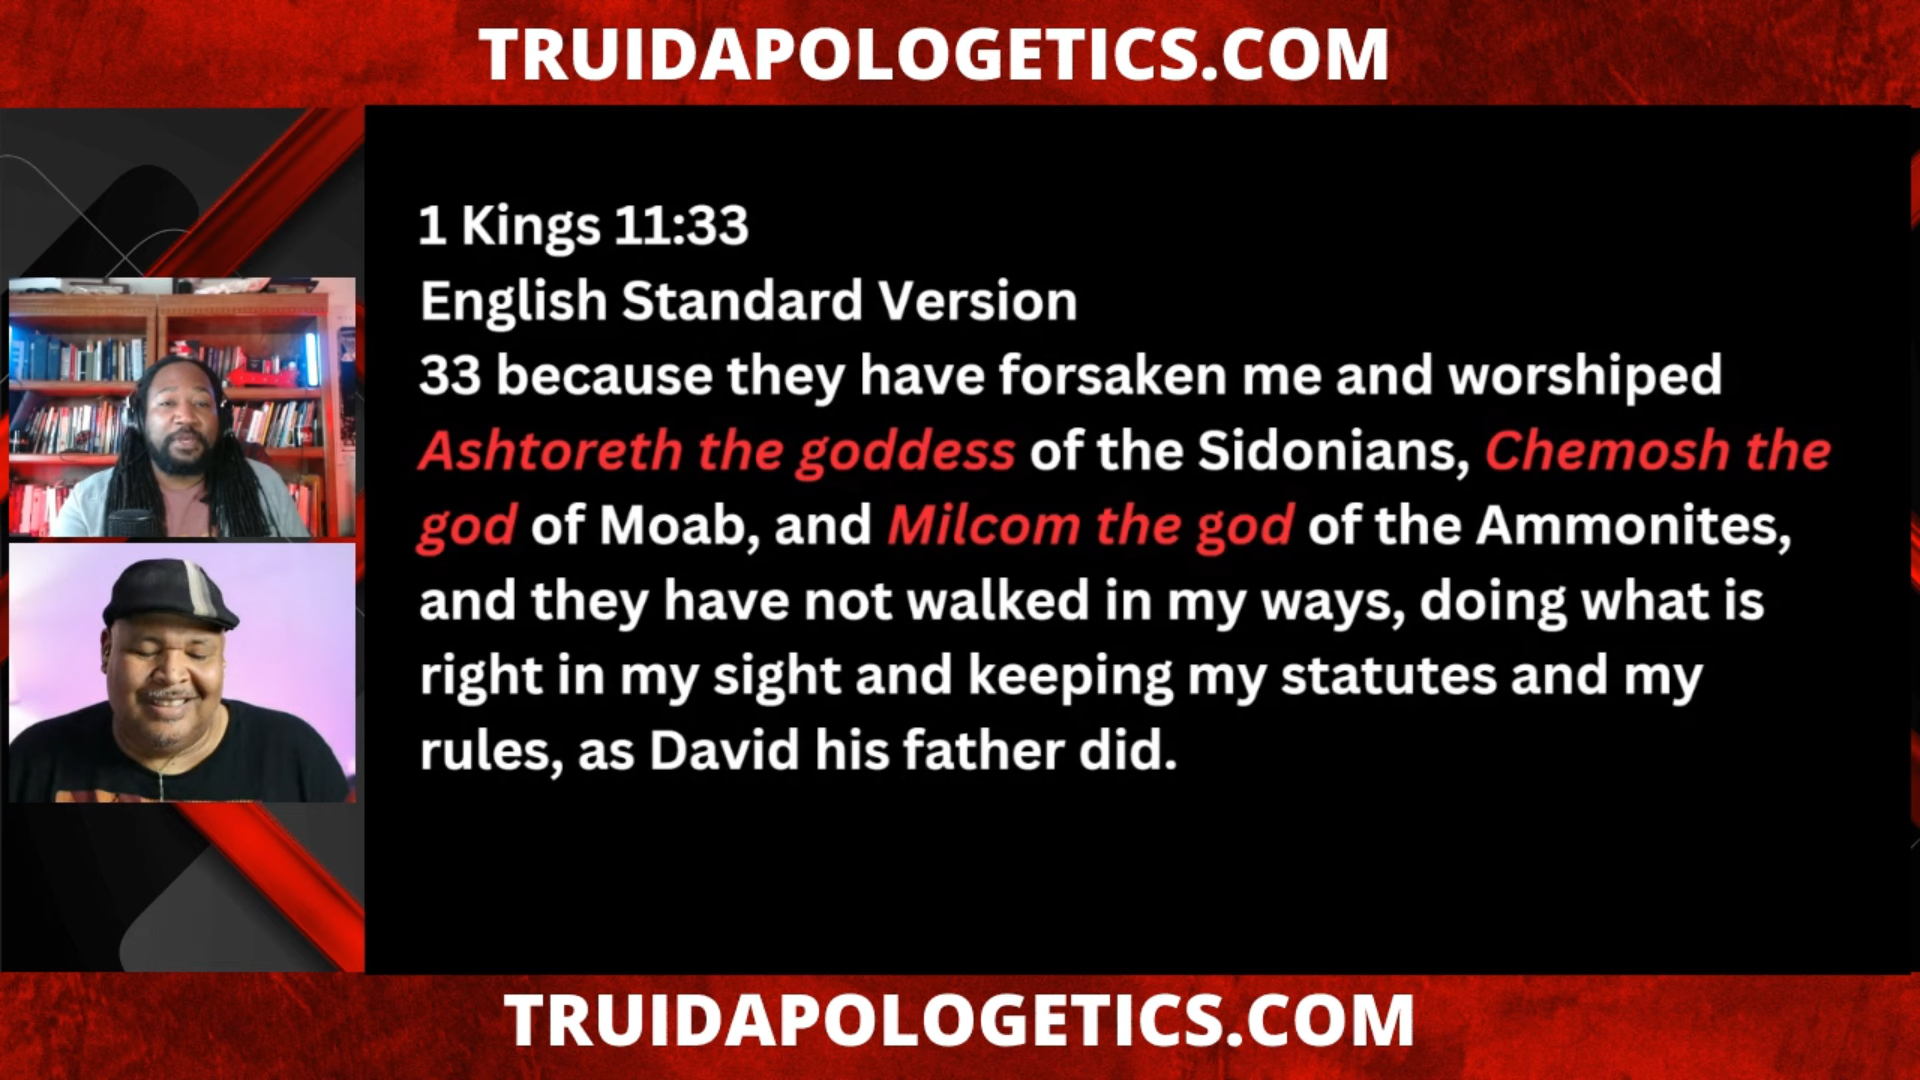 TRUIDAPOLOGETICS.COM
1 Kings 11:33
English Standard Version
33 because they have forsaken me and worshiped
Ashtoreth the goddess of the Sidonians, Chemosh the
god of Moab, and Milcom the god of the Ammonites,
and they have not walked in my ways, doing what is
right in my sight and keeping my statutes and my
rules, as David his father did.
TRUIDAPOLOGETICS.COM